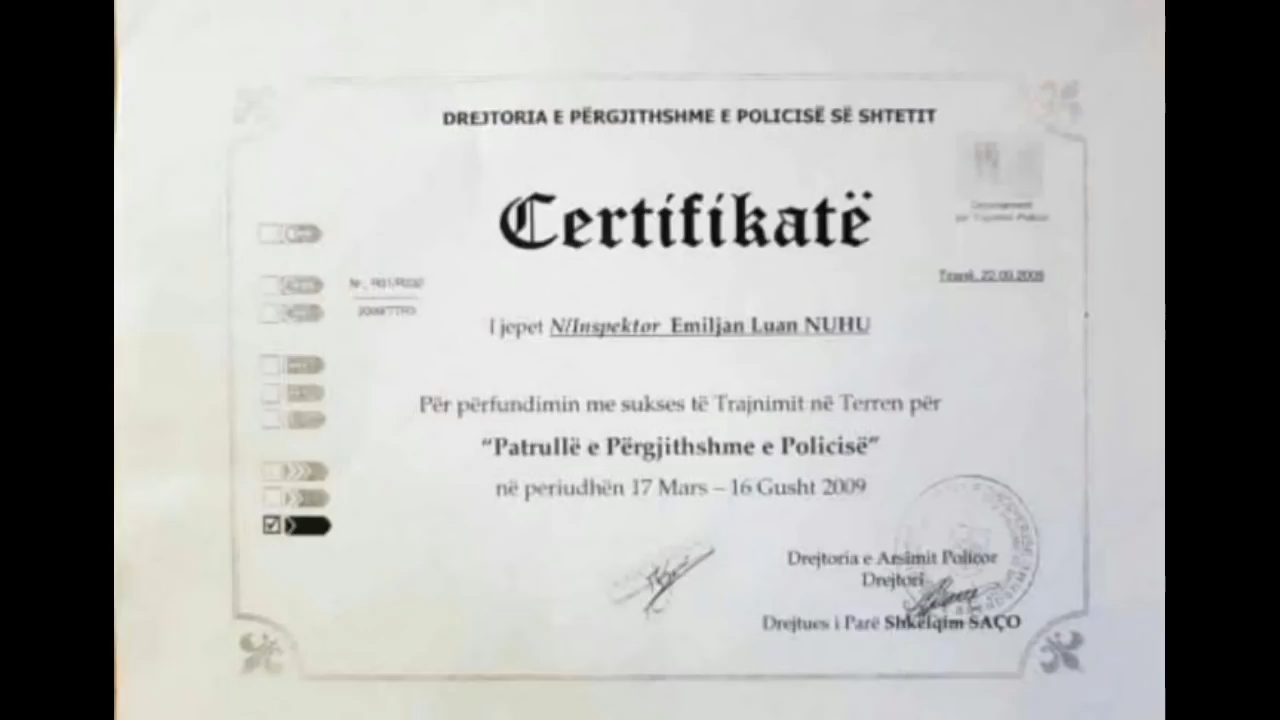 DREJTORIA E PËRGJITHSHME E POLICISË SË SHTETIT
Certifikatë
I jepet N/Inspektor Emiljan Luan NUHU
Për përfundimin me sukses të Trajnimit në Terren për
“Patrullë e Përgjithshme e Policisë”
në periudhën 17 Mars – 16 Gusht 2009
Drejtoria e Arsimit Policor
Drejtori
Drejtues i Parë Shkëlqim SAÇO